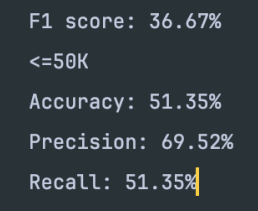 F1 score: 36.67%
<=50K
Accuracy: 51.35%
Precision: 69.52%
Recall: 51.35%